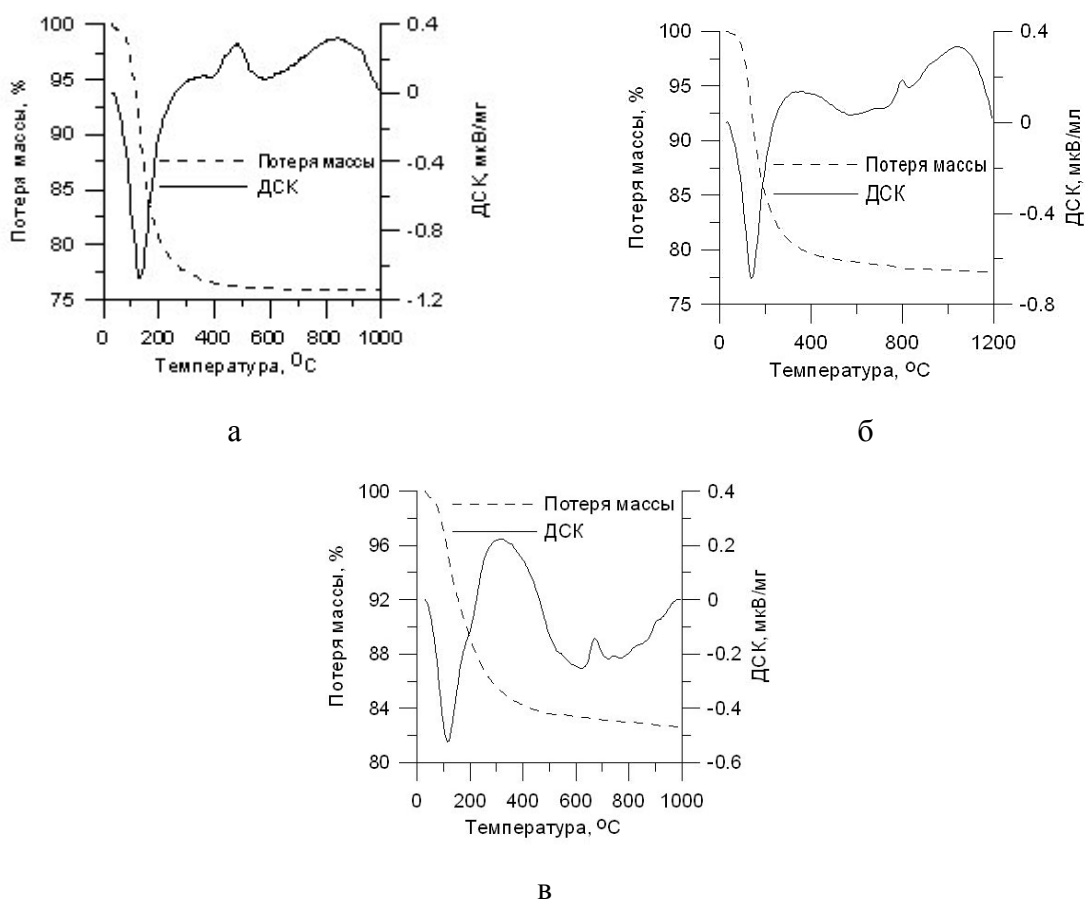 100
95
90
85
80
75
Потеря массы, %
0.4
0
-0.4
-0.8
-1.2
ДСК, мкВ/мг
Потеря массы
ДСК
0 200 400 600 800 1000
Температура, ⁰С
а
100
95
90
85
80
75
Потеря массы, %
0.4
0
-0.4
-0.8
ДСК, мкВ/мл
Потеря массы
ДСК
0 400 800 1200
Температура, ⁰С
б
100
96
92
88
84
80
Потеря массы, %
0.4
0.2
0
-0.2
-0.4
-0.6
ДСК, мкВ/мг
Потеря массы
ДСК
0 200 400 600 800 1000
Температура, ⁰С
в